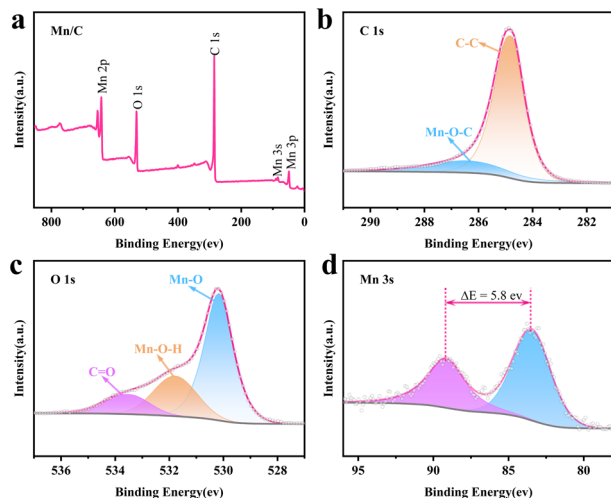 a
Mn/C
Mn 2p
O 1s
C 1s
Mn 3s
Mn 3p
Intensity(a.u.)
800 600 400 200 0
Binding Energy(ev)
b
C 1s
C-C
Mn-O-C
Intensity(a.u.)
290 288 286 284 282
Binding Energy(ev)
c
O 1s
Mn-O
Mn-O-H
C=O
Intensity(a.u.)
536 534 532 530 528
Binding Energy(ev)
d
Mn 3s
ΔE = 5.8 ev
Intensity(a.u.)
95 90 85 80
Binding Energy(ev)